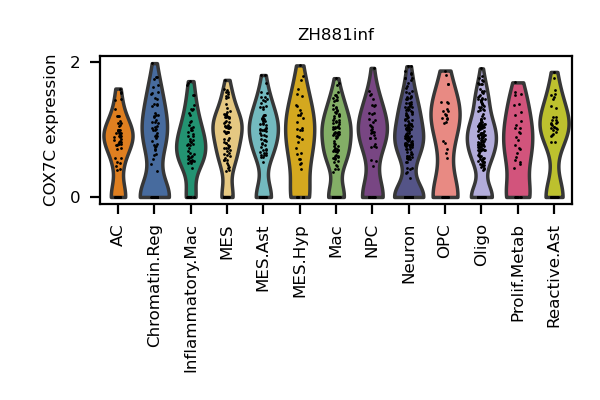 ZH881inf
COX7C expression
2
0
AC
Chromatin.Reg
Inflammatory.Mac
MES
MES.Ast
MES.Hyp
Mac
NPC
Neuron
OPC
Oligo
Prolif.Metab
Reactive.Ast